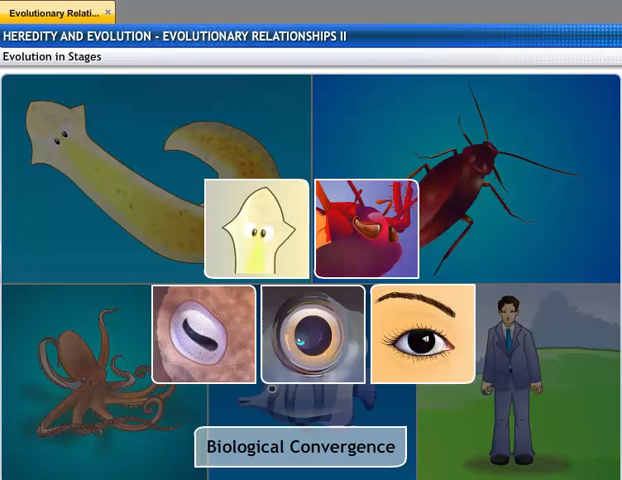 Evolutionary Relati...
HEREDITY AND EVOLUTION - EVOLUTIONARY RELATIONSHIPS II
Evolution in Stages
Biological Convergence